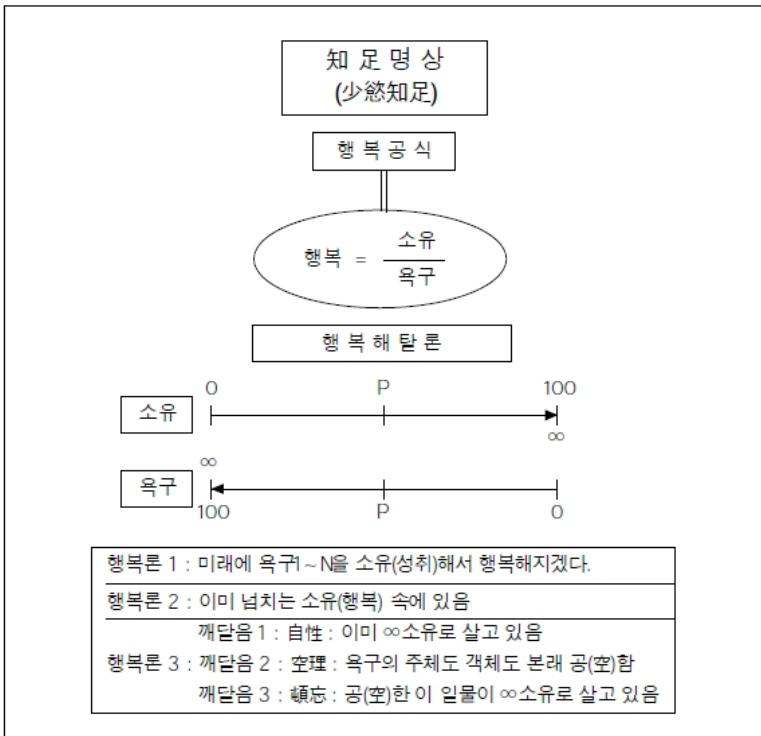 知 足 명 상
(少慾知足)
행 복 공 식
행복 = 소유
욕구
행 복 해 탈 론
0 P 100
소유
∞
∞
욕구
100 P 0
행복론 1 : 미래에 욕구1 ~ N을 소유(성취)해서 행복해지겠다.
행복론 2 : 이미 넘치는 소유(행복) 속에 있음
깨달음 1 : 自性 : 이미 ∞소유로 살고 있음
행복론 3 : 깨달음 2 : 空理 : 욕구의 주체도 객체도 본래 공(空)함
깨달음 3 : 頓忘 : 공(空)한 이 일물이 ∞소유로 살고 있음